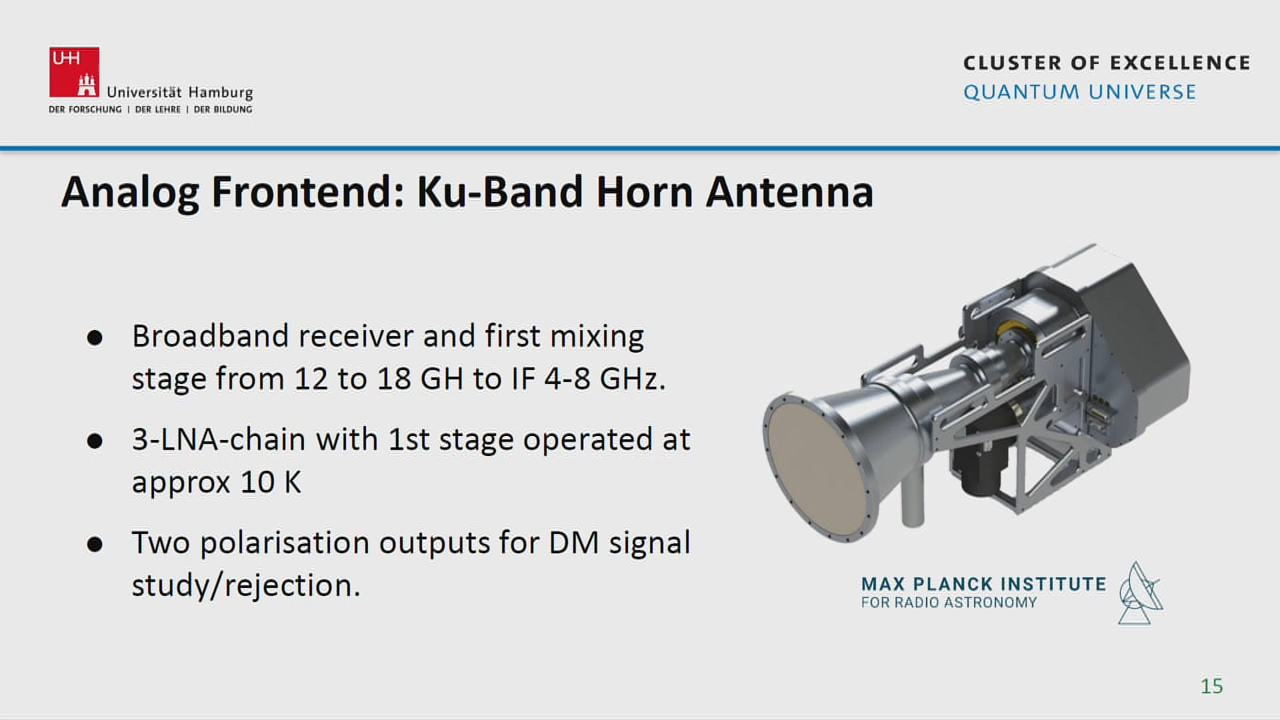 UHH
Universität Hamburg
DER FORSCHUNG | DER LEHRE | DER BILDUNG
CLUSTER OF EXCELLENCE
QUANTUM UNIVERSE
Analog Frontend: Ku-Band Horn Antenna
● Broadband receiver and first mixing
stage from 12 to 18 GH to IF 4-8 GHz.
● 3-LNA-chain with 1st stage operated at
approx 10 K
● Two polarisation outputs for DM signal
study/rejection.
MAX PLANCK INSTITUTE
FOR RADIO ASTRONOMY
15